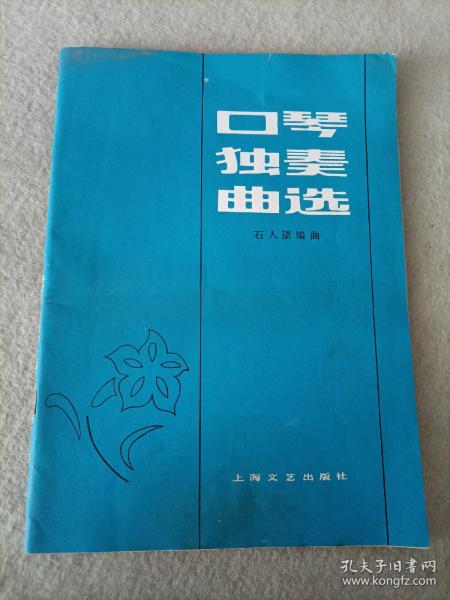 口琴
独奏
曲选
石人望编曲
上海文艺出版社
孔夫子旧书网
www.kongfz.com